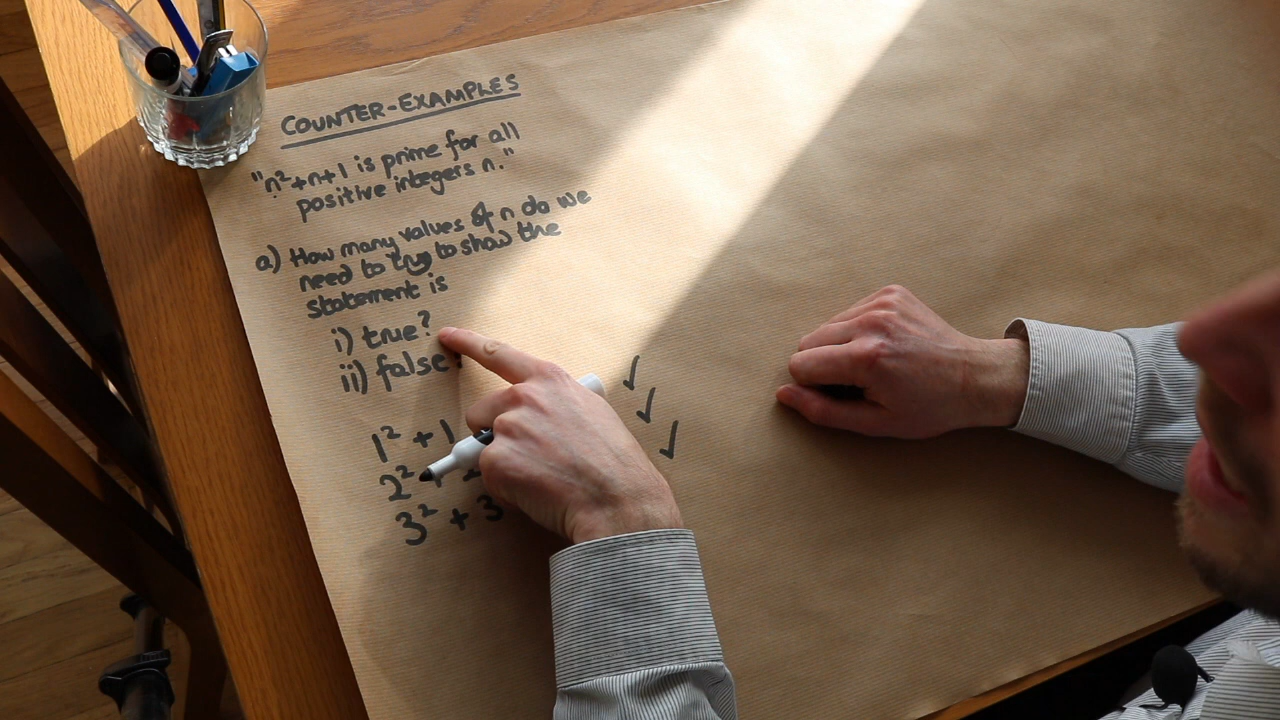 COUNTER-EXAMPLES
"n²+n+1 is prime for all
positive integers n."
a) How many values of n do we
need to try to show the
statement is
i) true?
ii) false
1² + 1
2²
3² + 3
✓
✓
✓